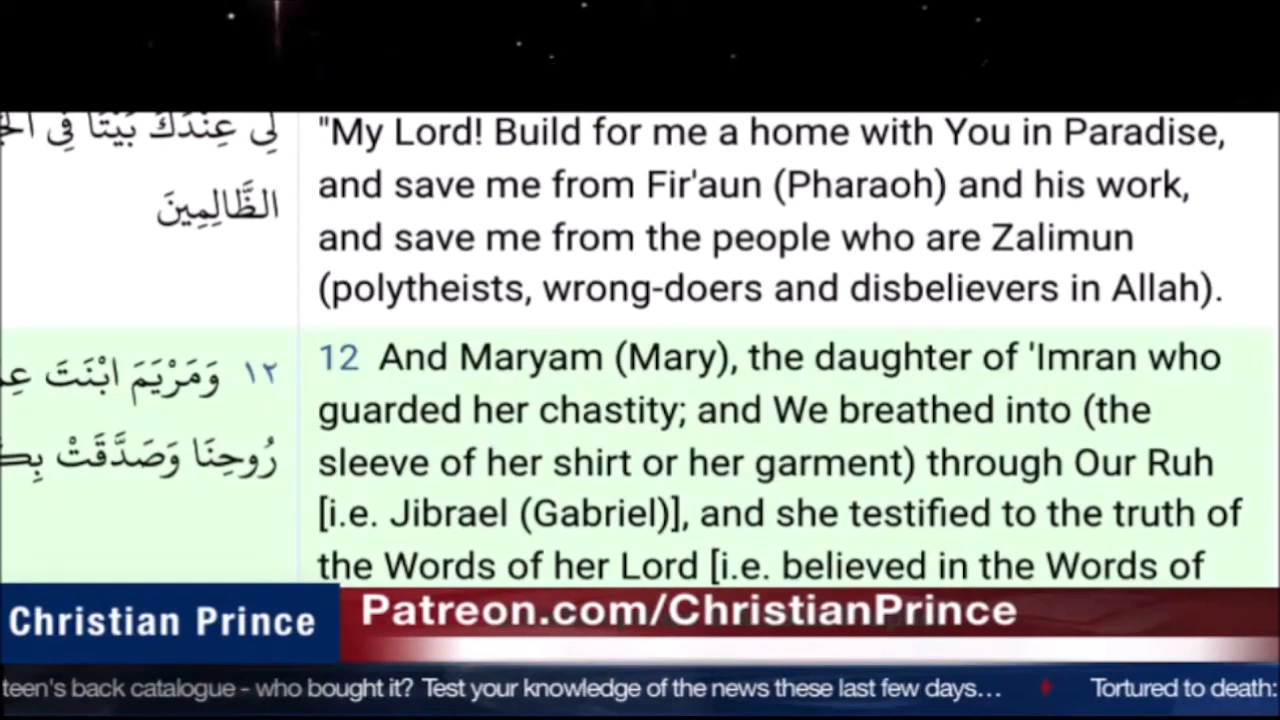 لِي عِنْدَكَ بَيْتًا فِي
"My Lord! Build for me a home with You in Paradise,
and save me from Fir'aun (Pharaoh) and his work,
الظَّالِمِينَ
and save me from the people who are Zalimun
(polytheists, wrong-doers and disbelievers in Allah).
١٢ وَمَرْيَمَ ابْنَتَ
12 And Maryam (Mary), the daughter of 'Imran who
guarded her chastity; and We breathed into (the
رُوحِنَا وَصَدَّقَتْ
sleeve of her shirt or her garment) through Our Ruh
[i.e. Jibrael (Gabriel)], and she testified to the truth of
the Words of her Lord [i.e. believed in the Words of
Christian Prince
Patreon.com/ChristianPrince
teen's back catalogue - who bought it? Test your knowledge of the news these last few days... Tortured to death: